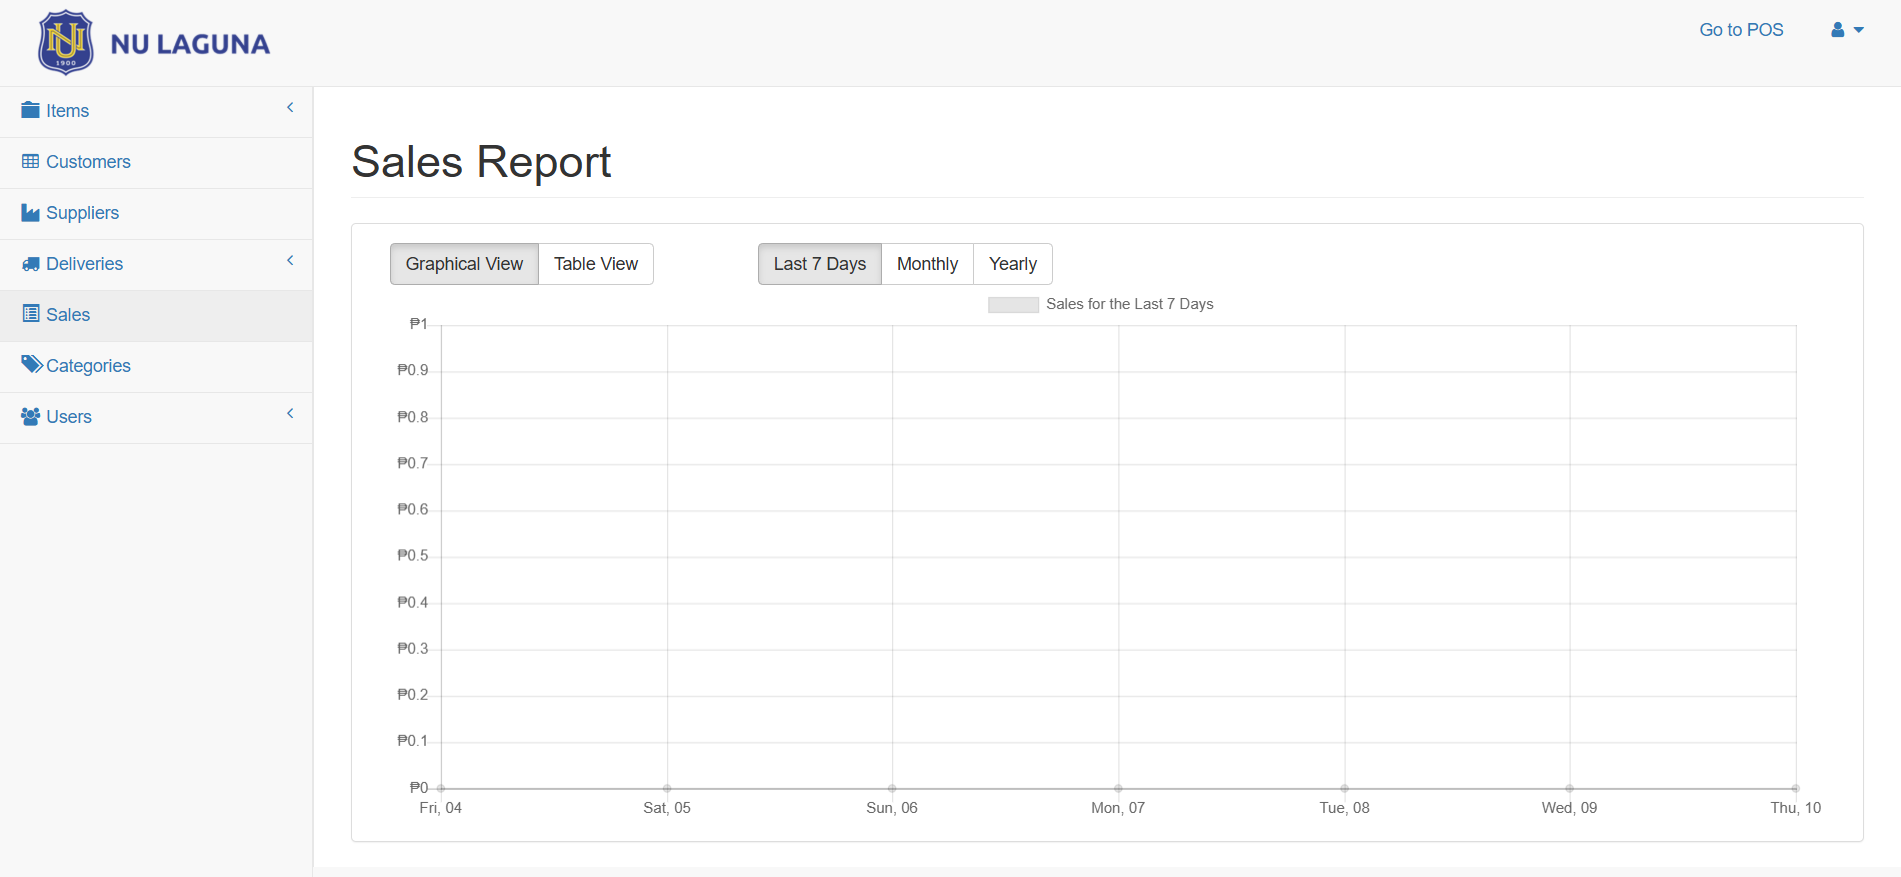 NU
1900
NU LAGUNA
Go to POS
Items
Customers
Suppliers
Deliveries
Sales
Categories
Users
Sales Report
Graphical View
Table View
Last 7 Days
Monthly
Yearly
Sales for the Last 7 Days
₱1
₱0.9
₱0.8
₱0.7
₱0.6
₱0.5
₱0.4
₱0.3
₱0.2
₱0.1
₱0
Fri, 04
Sat, 05
Sun, 06
Mon, 07
Tue, 08
Wed, 09
Thu, 10